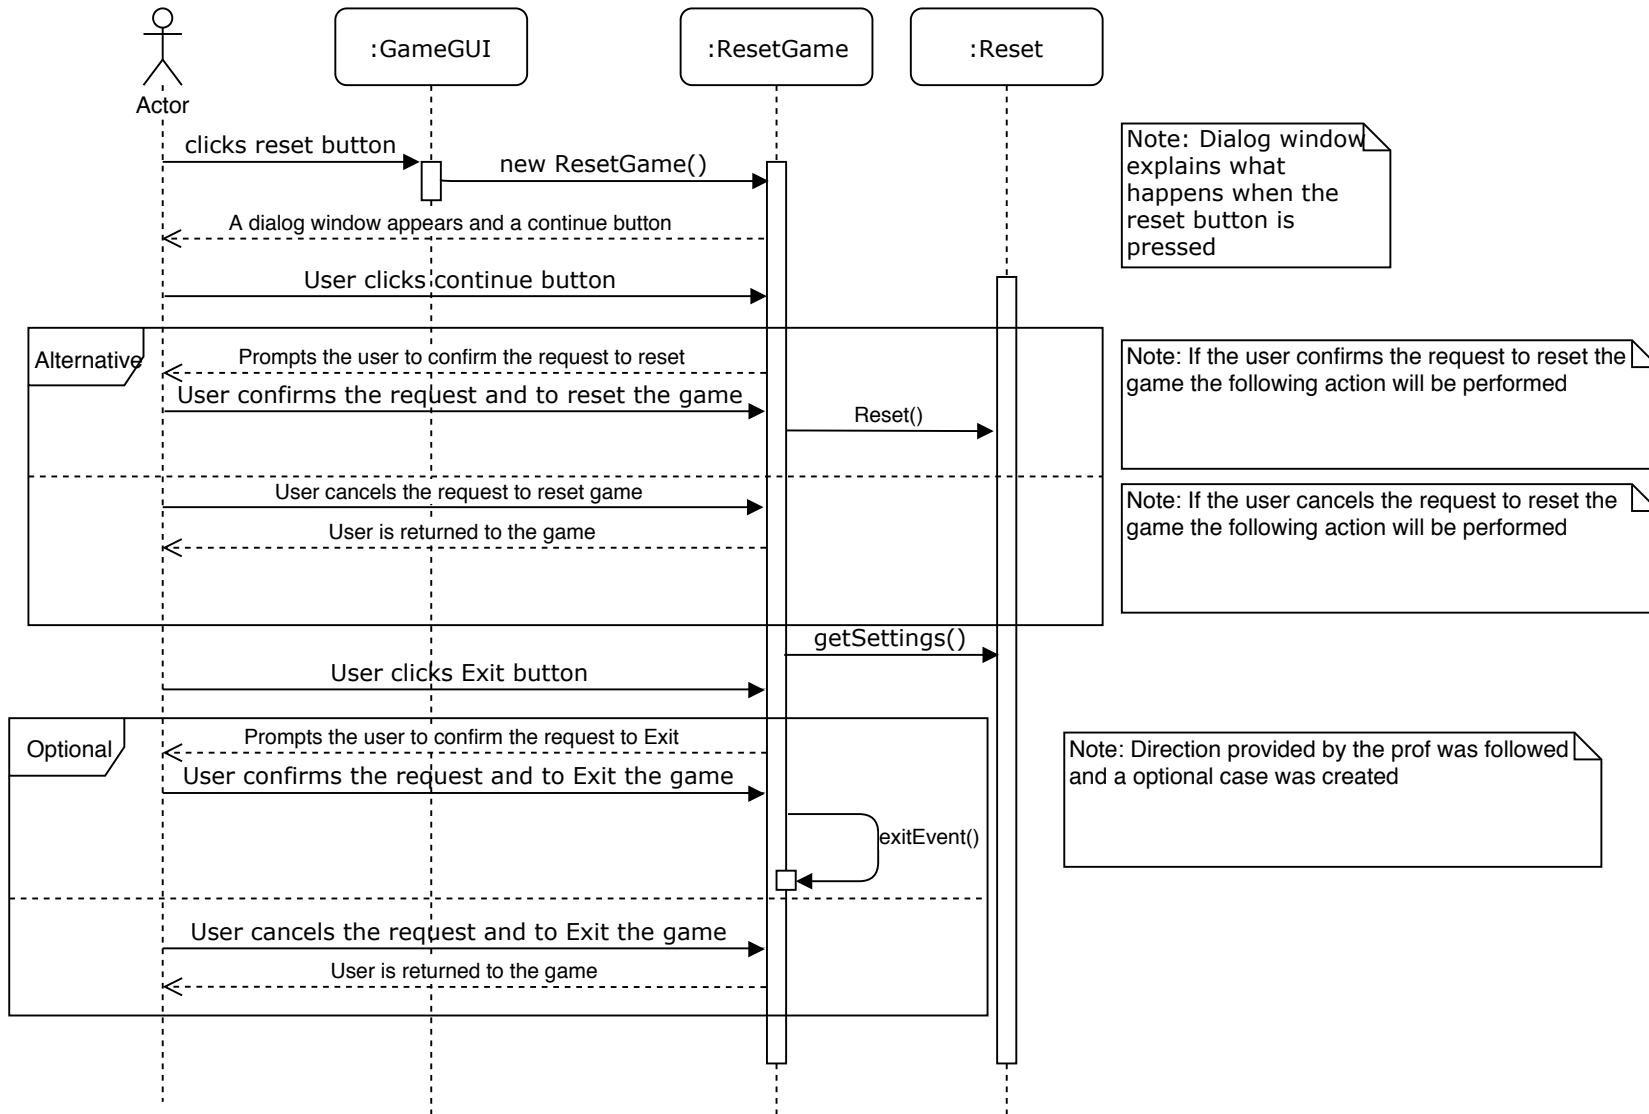 :GameGUI
:ResetGame
:Reset
Actor
clicks reset button
new ResetGame()
Note: Dialog window
explains what
happens when the
reset button is
pressed
A dialog window appears and a continue button
User clicks continue button
Alternative
Prompts the user to confirm the request to reset
User confirms the request and to reset the game
Reset()
Note: If the user confirms the request to reset the
game the following action will be performed
User cancels the request to reset game
User is returned to the game
Note: If the user cancels the request to reset the
game the following action will be performed
getSettings()
User clicks Exit button
Optional
Prompts the user to confirm the request to Exit
User confirms the request and to Exit the game
exitEvent()
Note: Direction provided by the prof was followed
and a optional case was created
User cancels the request and to Exit the game
User is returned to the game